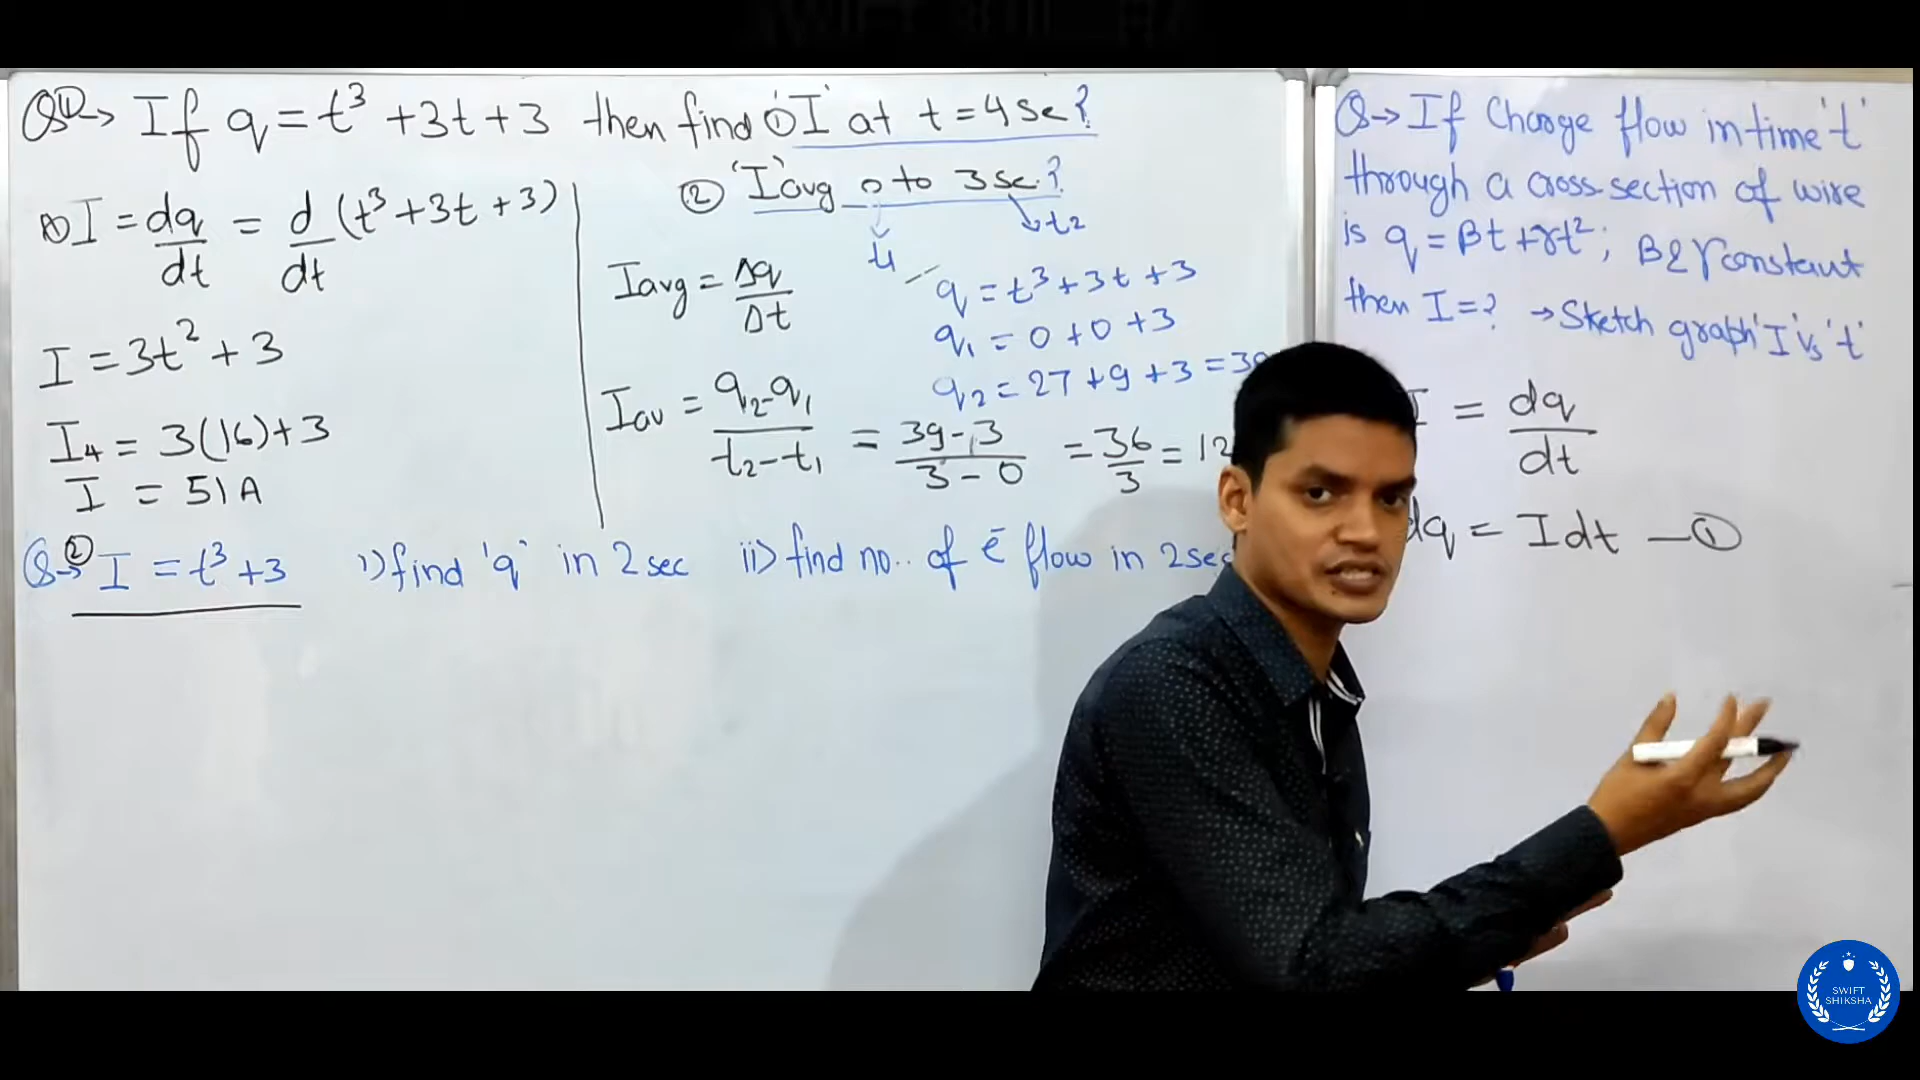 Q① → If q = t³ + 3t + 3 then find ① 'I' at t = 4 sec?
② 'I'avg 0 to 3 sec?
t₁
t₂
① I = dq/dt = d/dt (t³ + 3t + 3)
I = 3t² + 3
I₄ = 3(16) + 3
I = 51 A
Iavg = Δq/Δt
q = t³ + 3t + 3
q₁ = 0 + 0 + 3
q₂ = 27 + 9 + 3 = 39
Iav = q₂ - q₁ / t₂ - t₁ = 39 - 3 / 3 - 0 = 36/3 = 12
Q② → I = t³ + 3 i) find 'q' in 2 sec ii) find no.. of e̅ flow in 2 sec
Q → If Charge flow in time 't'
through a cross section of wire
is q = βt + γt²; β & γ constant
then I = ? → Sketch graph 'I' vs 't'
I = dq/dt
dq = I dt — ①
SWIFT
SHIKSHA